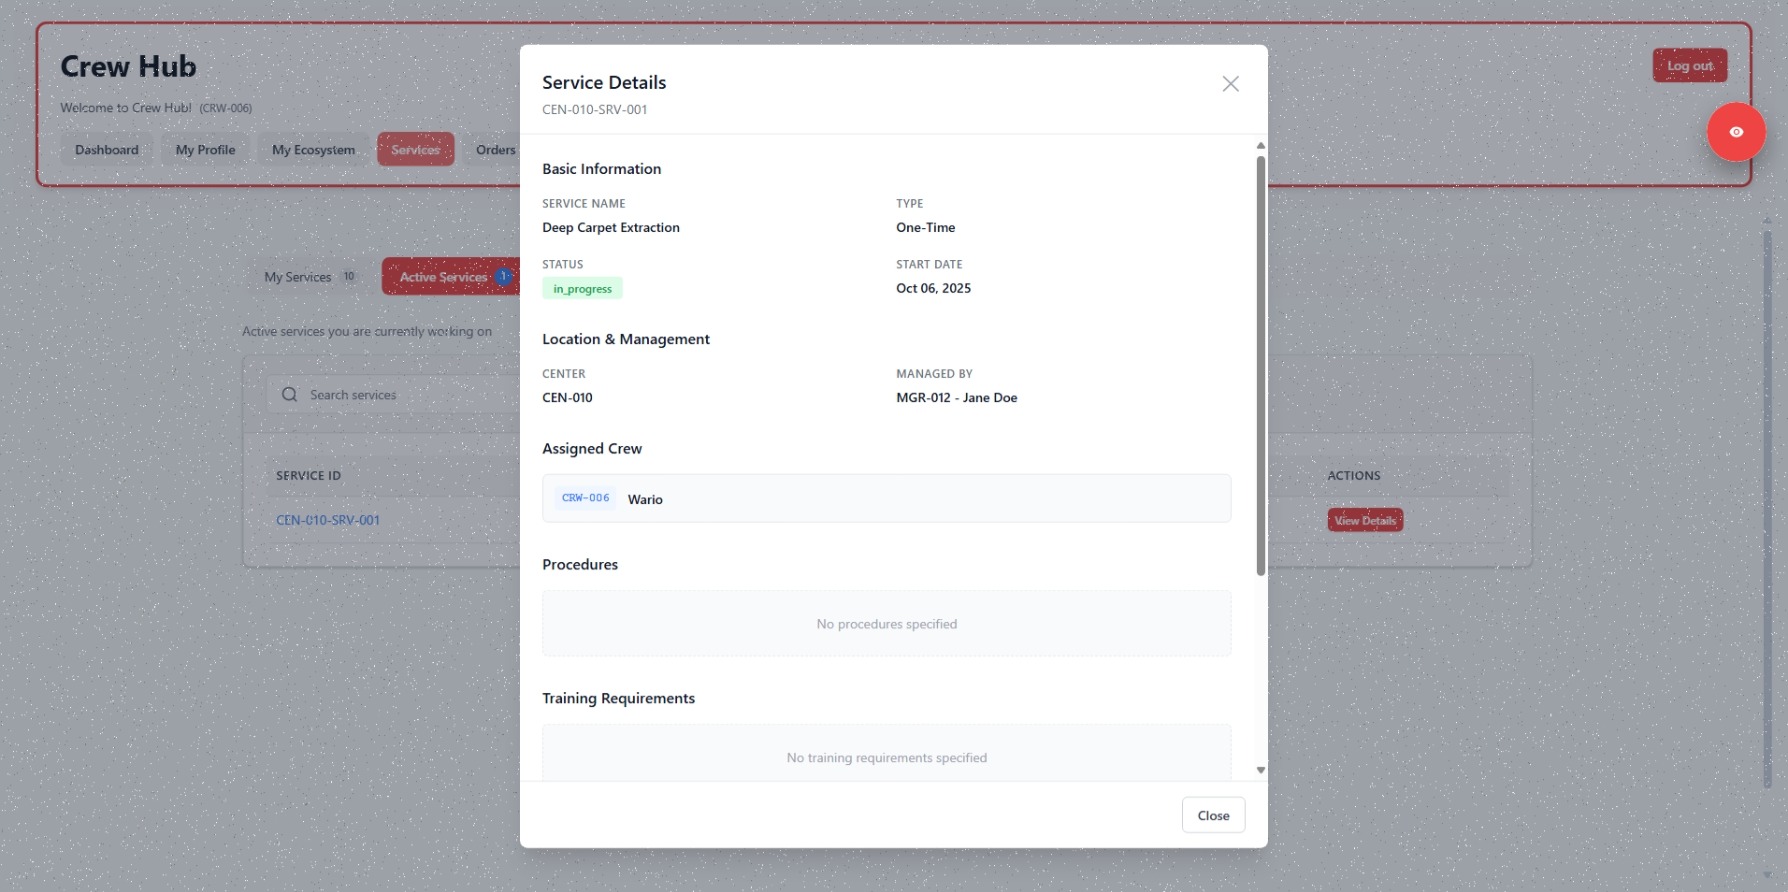 Crew Hub
Log out
Welcome to Crew Hub! (CRW-006)
Dashboard My Profile My Ecosystem Services Orders
My Services 10 Active Services 1
Active services you are currently working on
Search services
SERVICE ID ACTIONS
CEN-010-SRV-001 View Details
Service Details
CEN-010-SRV-001
Basic Information
SERVICE NAME TYPE
Deep Carpet Extraction One-Time
STATUS START DATE
in_progress Oct 06, 2025
Location & Management
CENTER MANAGED BY
CEN-010 MGR-012 - Jane Doe
Assigned Crew
CRW-006 Wario
Procedures
No procedures specified
Training Requirements
No training requirements specified
Close